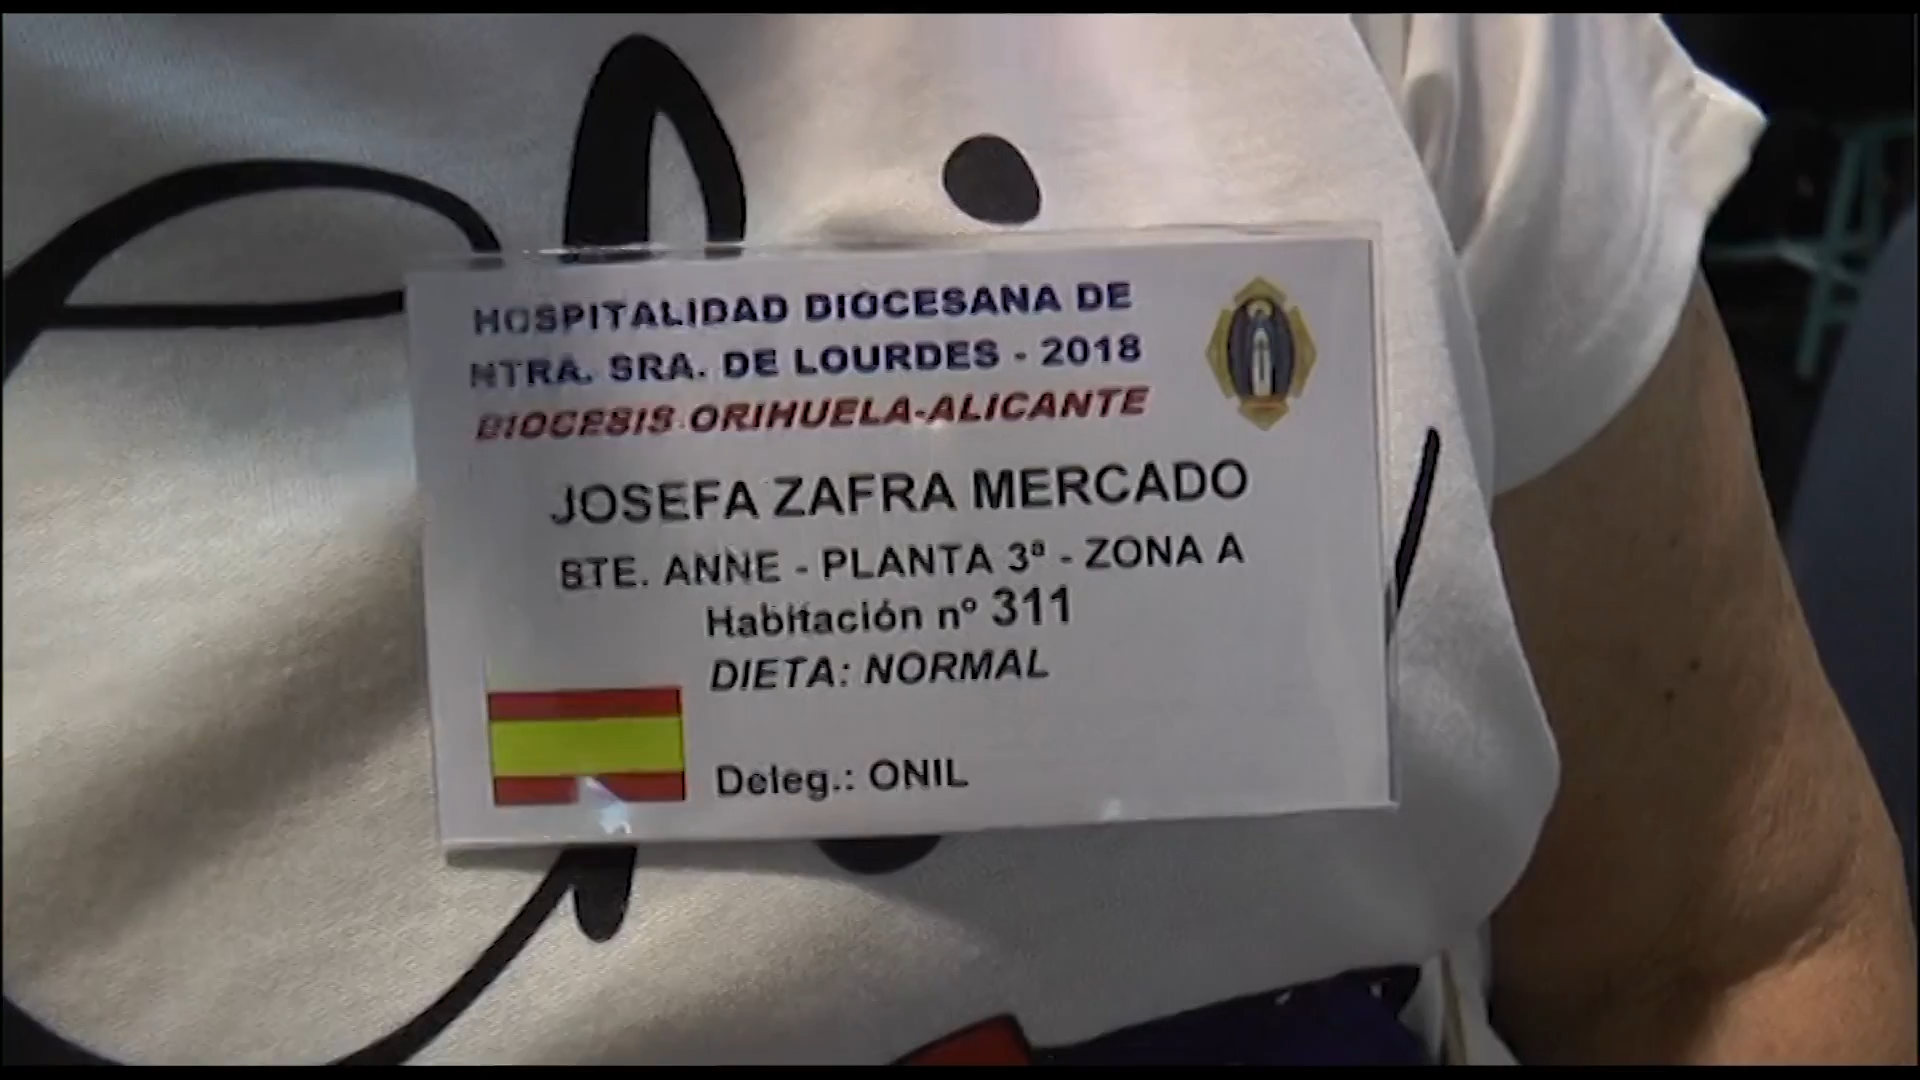 HOSPITALIDAD DIOCESANA DE
NTRA. SRA. DE LOURDES - 2018
DIOCESIS ORIHUELA-ALICANTE
JOSEFA ZAFRA MERCADO
STE. ANNE - PLANTA 3ª - ZONA A
Habitación nº 311
DIETA: NORMAL
Deleg.: ONIL